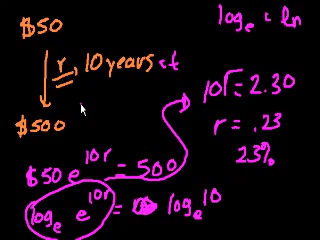 $50
r 10 years = t
$500
$50 e^10r = 500
log_e e^10r = log_e 10
log_e = ln
10r = 2.30
r = .23
23%